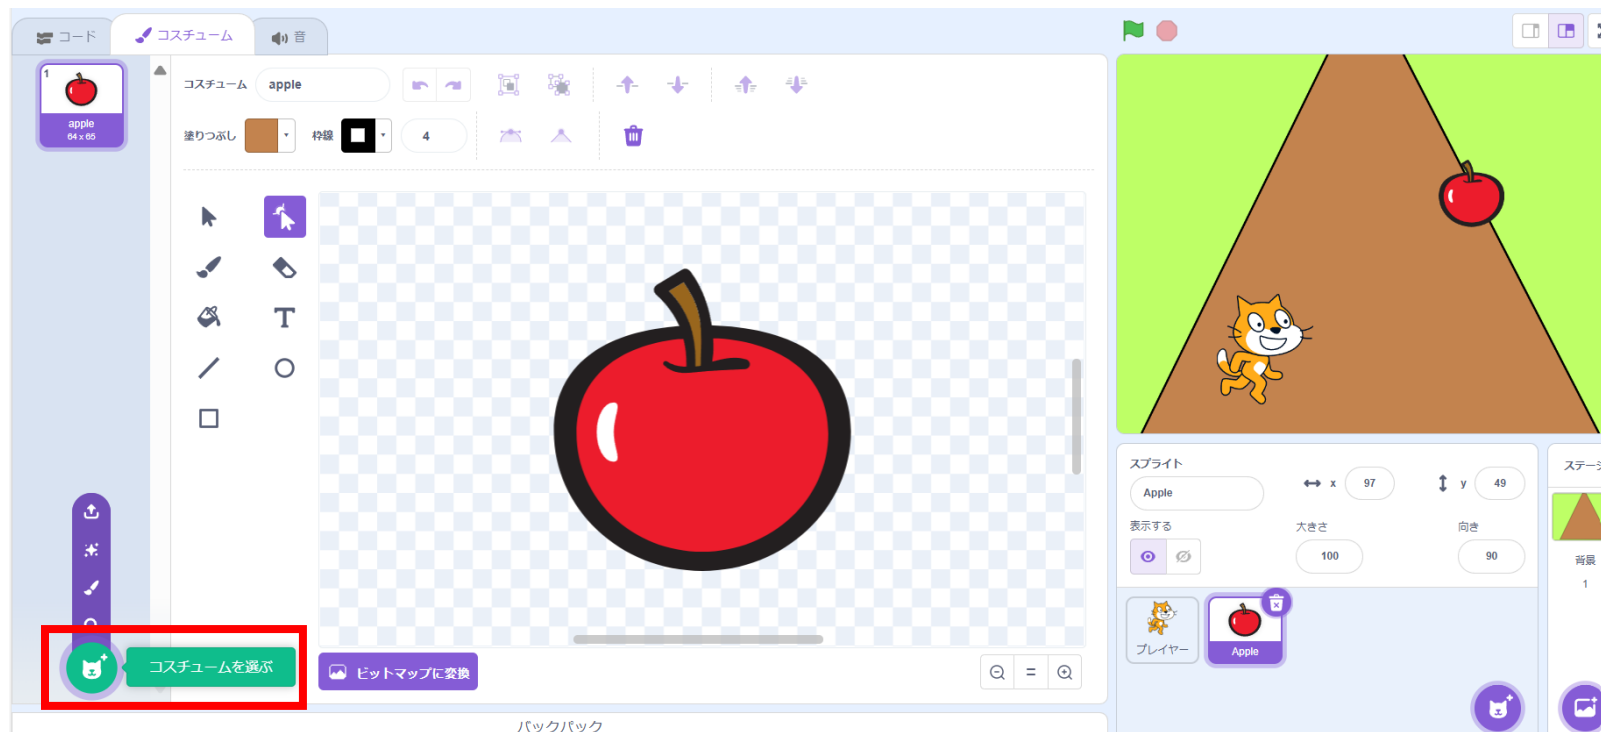 コード
コスチューム
音
1
apple
64 x 65
コスチューム
apple
塗りつぶし
枠線
4
T
ビットマップに変換
コスチュームを選ぶ
バックパック
スプライト
Apple
x
97
y
49
表示する
大きさ
100
向き
90
プレイヤー
Apple
ステージ
背景
1